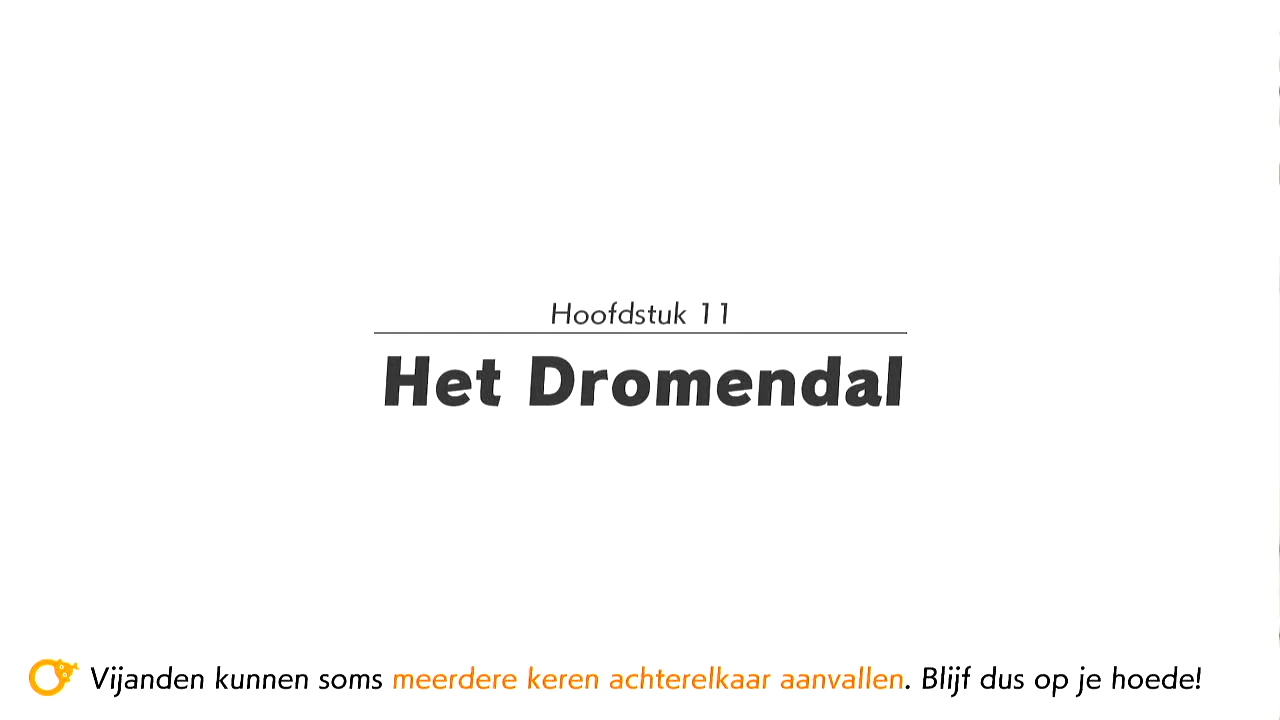 Hoofdstuk 11
Het Dromendal
Vijanden kunnen soms meerdere keren achterelkaar aanvallen. Blijf dus op je hoede!